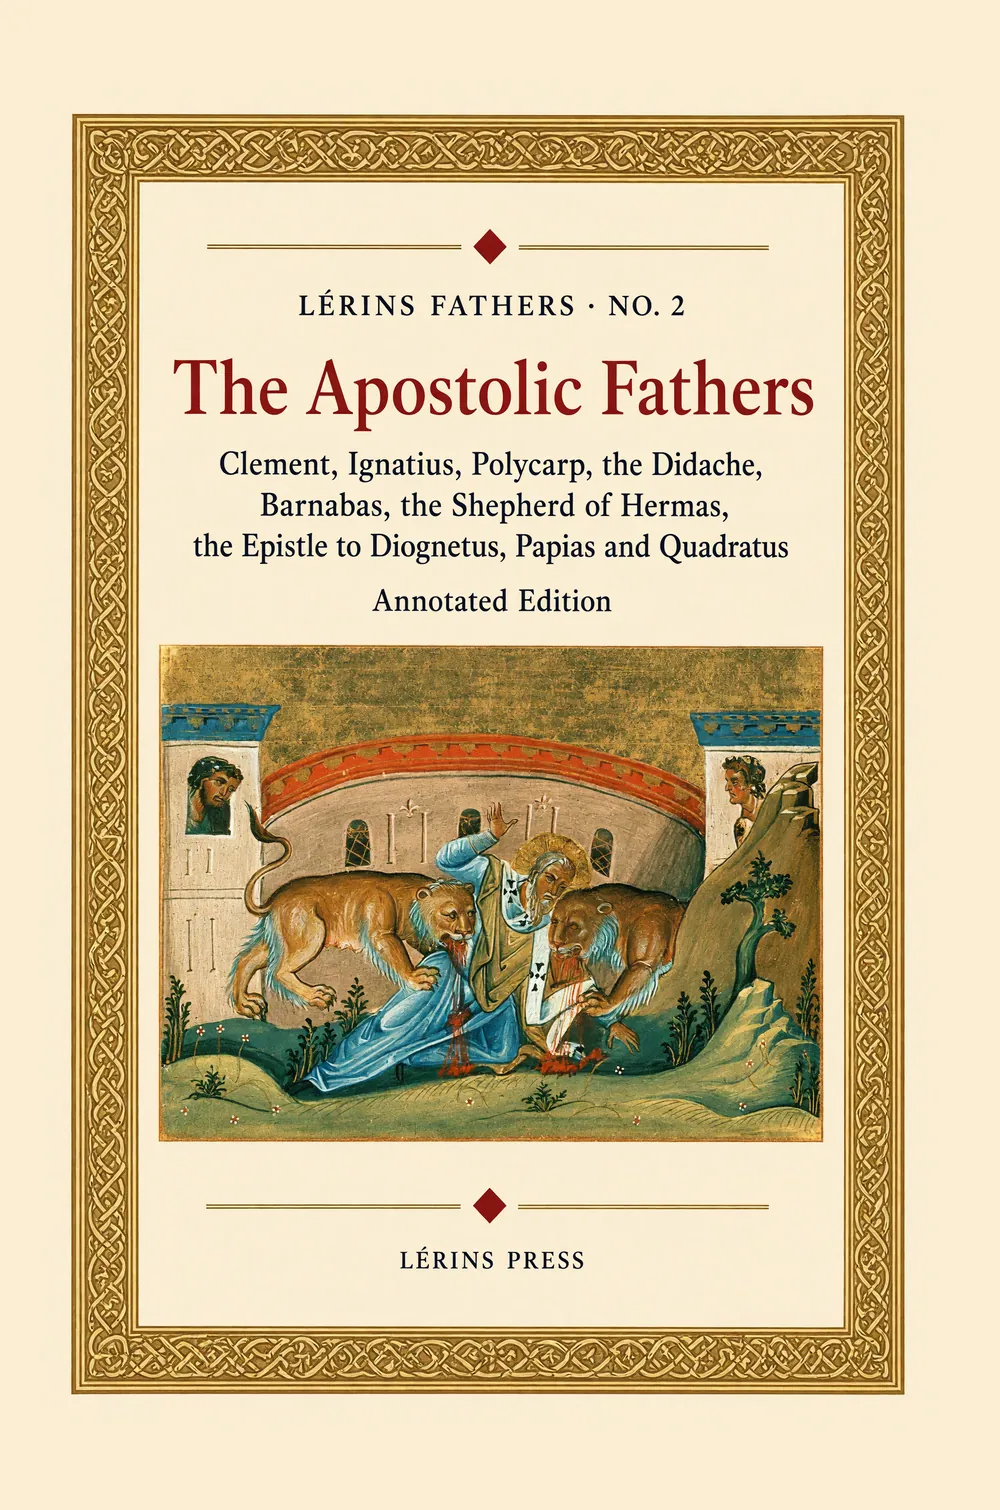 LÉRINS FATHERS · NO. 2
The Apostolic Fathers
Clement, Ignatius, Polycarp, the Didache,
Barnabas, the Shepherd of Hermas,
the Epistle to Diognetus, Papias and Quadratus
Annotated Edition
LÉRINS PRESS